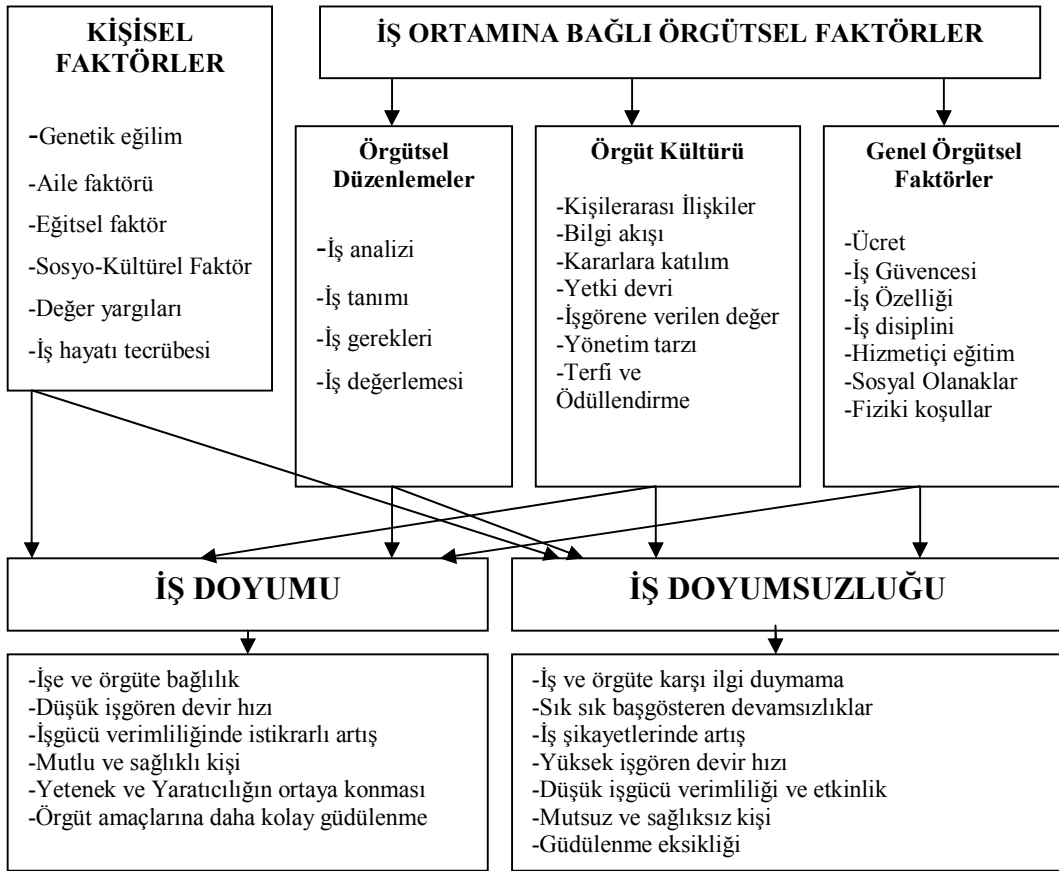 KİŞİSEL
FAKTÖRLER
-Genetik eğilim
-Aile faktörü
-Eğitsel faktör
-Sosyo-Kültürel Faktör
-Değer yargıları
-İş hayatı tecrübesi
İŞ ORTAMINA BAĞLI ÖRGÜTSEL FAKTÖRLER
Örgütsel
Düzenlemeler
-İş analizi
-İş tanımı
-İş gerekleri
-İş değerlemesi
Örgüt Kültürü
-Kişilerarası İlişkiler
-Bilgi akışı
-Kararlara katılım
-Yetki devri
-İşgörene verilen değer
-Yönetim tarzı
-Terfi ve
Ödüllendirme
Genel Örgütsel
Faktörler
-Ücret
-İş Güvencesi
-İş Özelliği
-İş disiplini
-Hizmetiçi eğitim
-Sosyal Olanaklar
-Fiziki koşullar
İŞ DOYUMU
-İşe ve örgüte bağlılık
-Düşük işgören devir hızı
-İşgücü verimliliğinde istikrarlı artış
-Mutlu ve sağlıklı kişi
-Yetenek ve Yaratıcılığın ortaya konması
-Örgüt amaçlarına daha kolay güdülenme
İŞ DOYUMSUZLUĞU
-İş ve örgüte karşı ilgi duymama
-Sık sık başgösteren devamsızlıklar
-İş şikayetlerinde artış
-Yüksek işgören devir hızı
-Düşük işgücü verimliliği ve etkinlik
-Mutsuz ve sağlıksız kişi
-Güdülenme eksikliği